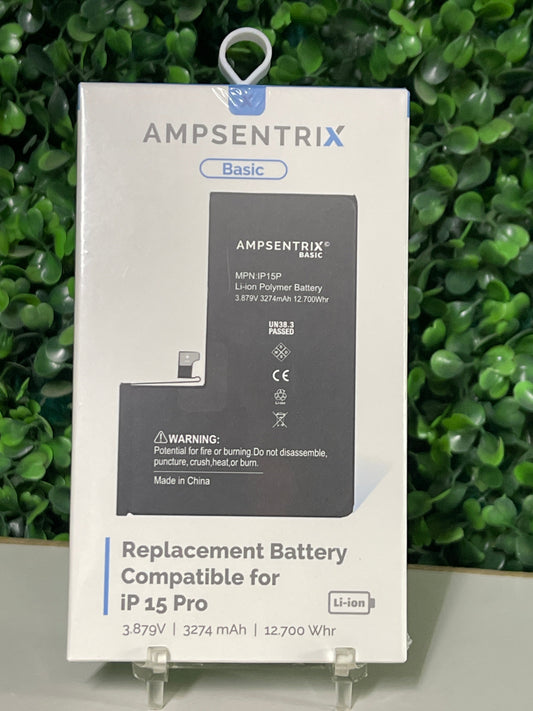 AMPSENTRIX
Basic
AMPSENTRIX©
BASIC
MPN:IP15P
Li-ion Polymer Battery
3.879V 3274mAh 12.700Whr
UN38.3
PASSED
CE
Li-ion
⚠WARNING:
Potential for fire or burning.Do not disassemble,
puncture, crush,heat,or burn.
Made in China
Replacement Battery
Compatible for
iP 15 Pro
Li-ion
3.879V | 3274 mAh | 12.700 Whr